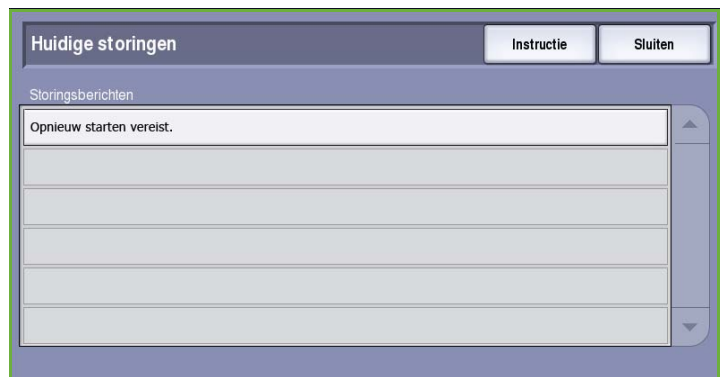 Huidige storingen
Instructie
Sluiten
Storingsberichten
Opnieuw starten vereist.